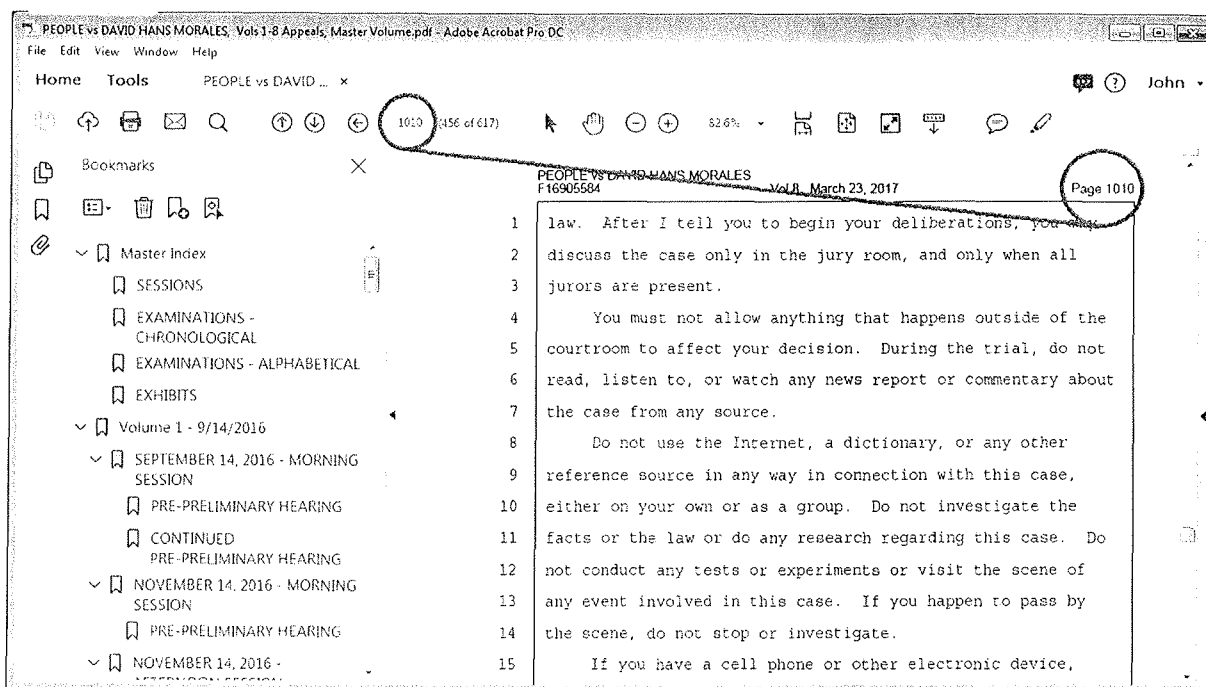 PEOPLE vs DAVID HANS MORALES, Vols 1-8 Appeals, Master Volume.pdf - Adobe Acrobat Pro DC
File Edit View Window Help
Home Tools PEOPLE vs DAVID ... × John
1010 (456 of 617) 82.6%
Bookmarks
Master Index
SESSIONS
EXAMINATIONS -
CHRONOLOGICAL
EXAMINATIONS - ALPHABETICAL
EXHIBITS
Volume 1 - 9/14/2016
SEPTEMBER 14, 2016 - MORNING
SESSION
PRE-PRELIMINARY HEARING
CONTINUED
PRE-PRELIMINARY HEARING
NOVEMBER 14, 2016 - MORNING
SESSION
PRE-PRELIMINARY HEARING
NOVEMBER 14, 2016 -
AFTERNOON SESSION
PEOPLE vs DAVID HANS MORALES
F16905584 Vol 8, March 23, 2017 Page 1010
1 law. After I tell you to begin your deliberations, you may
2 discuss the case only in the jury room, and only when all
3 jurors are present.
4 You must not allow anything that happens outside of the
5 courtroom to affect your decision. During the trial, do not
6 read, listen to, or watch any news report or commentary about
7 the case from any source.
8 Do not use the Internet, a dictionary, or any other
9 reference source in any way in connection with this case,
10 either on your own or as a group. Do not investigate the
11 facts or the law or do any research regarding this case. Do
12 not conduct any tests or experiments or visit the scene of
13 any event involved in this case. If you happen to pass by
14 the scene, do not stop or investigate.
15 If you have a cell phone or other electronic device,